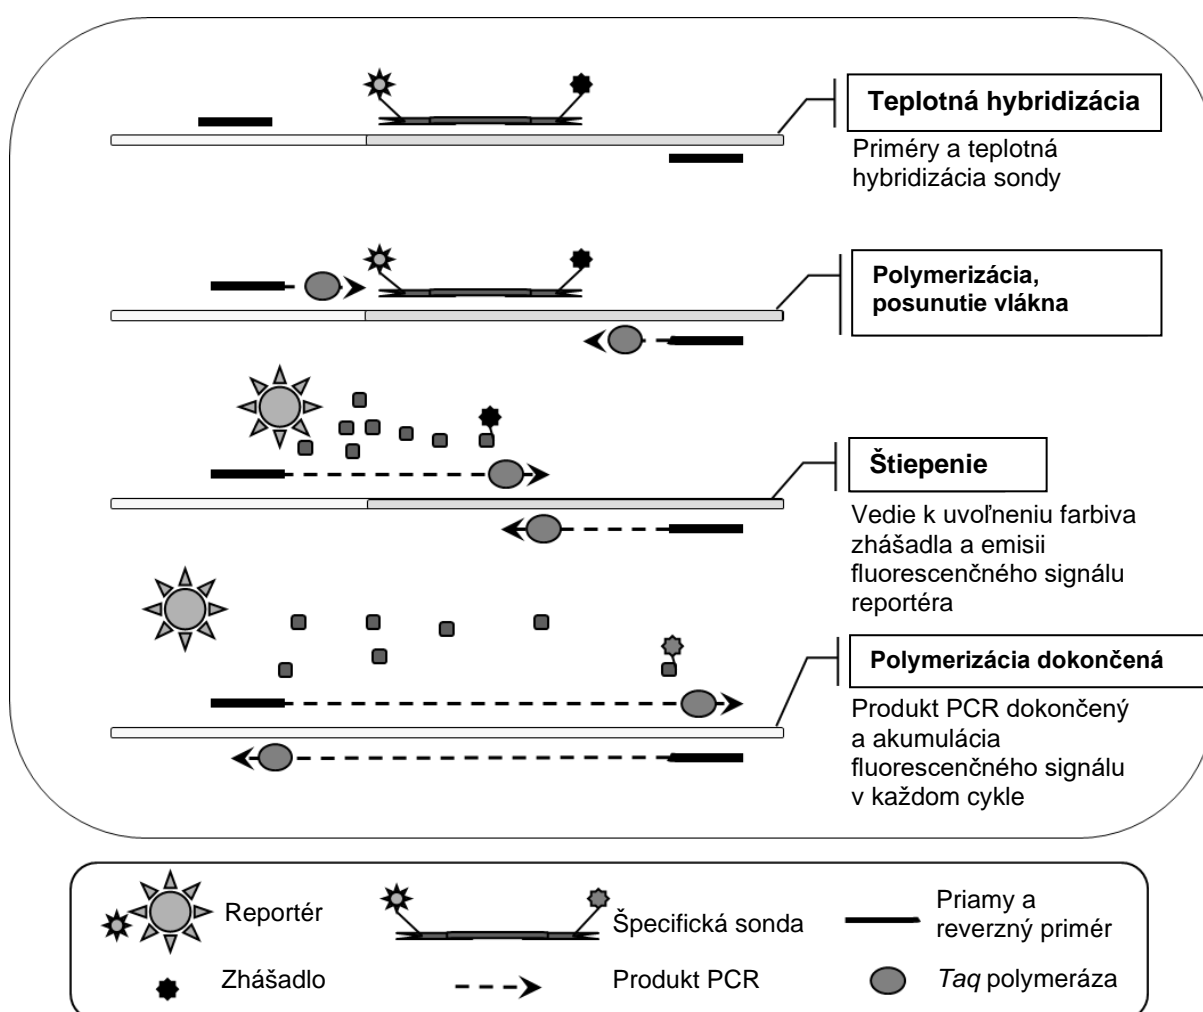 Teplotná hybridizácia
Priméry a teplotná
hybridizácia sondy
Polymerizácia,
posunutie vlákna
Štiepenie
Vedie k uvoľneniu farbiva
zhášadla a emisii
fluorescenčného signálu
reportéra
Polymerizácia dokončená
Produkt PCR dokončený
a akumulácia
fluorescenčného signálu
v každom cykle
Reportér
Špecifická sonda
Priamy a
reverzný primér
Zhášadlo
Produkt PCR
Taq polymeráza